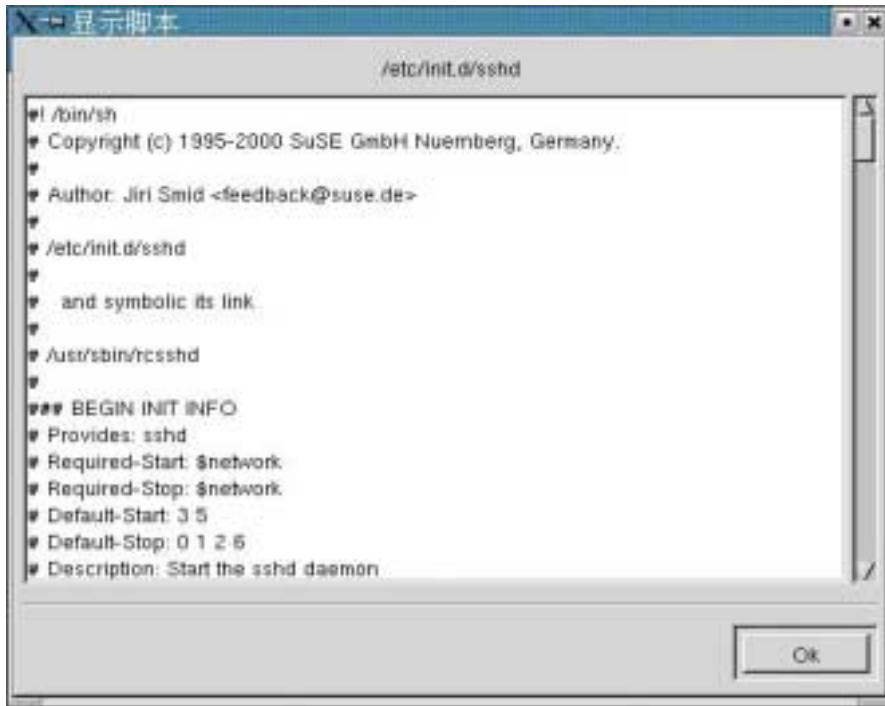 显示脚本
/etc/init.d/sshd
#! /bin/sh
# Copyright (c) 1995-2000 SuSE GmbH Nuernberg, Germany.
#
# Author: Jiri Smid <feedback@suse.de>
#
# /etc/init.d/sshd
#
#   and symbolic its link
#
# /usr/sbin/rcsshd
#
### BEGIN INIT INFO
# Provides: sshd
# Required-Start: $network
# Required-Stop: $network
# Default-Start: 3 5
# Default-Stop: 0 1 2 6
# Description: Start the sshd daemon
Ok